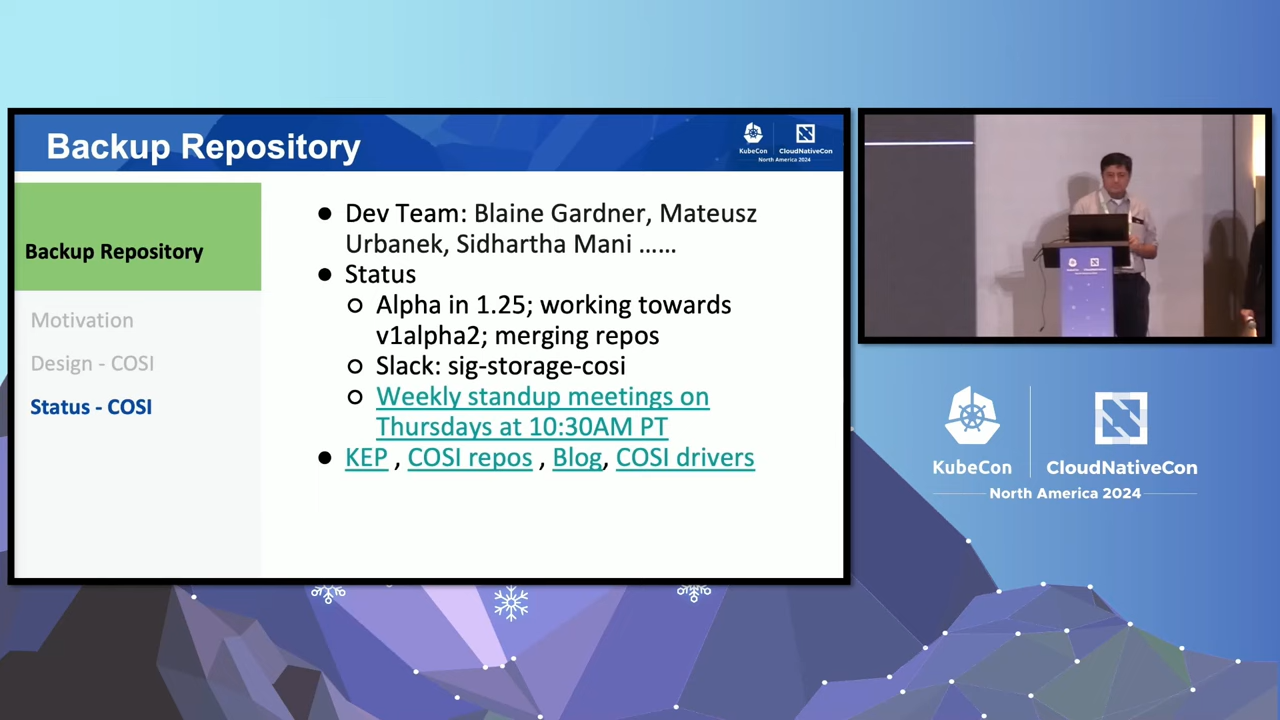 Backup Repository
KubeCon
CloudNativeCon
North America 2024
Backup Repository
Motivation
Design - COSI
Status - COSI
● Dev Team: Blaine Gardner, Mateusz
Urbanek, Sidhartha Mani ……
● Status
○ Alpha in 1.25; working towards
v1alpha2; merging repos
○ Slack: sig-storage-cosi
○ Weekly standup meetings on
Thursdays at 10:30AM PT
● KEP , COSI repos , Blog, COSI drivers
KubeCon
CloudNativeCon
North America 2024